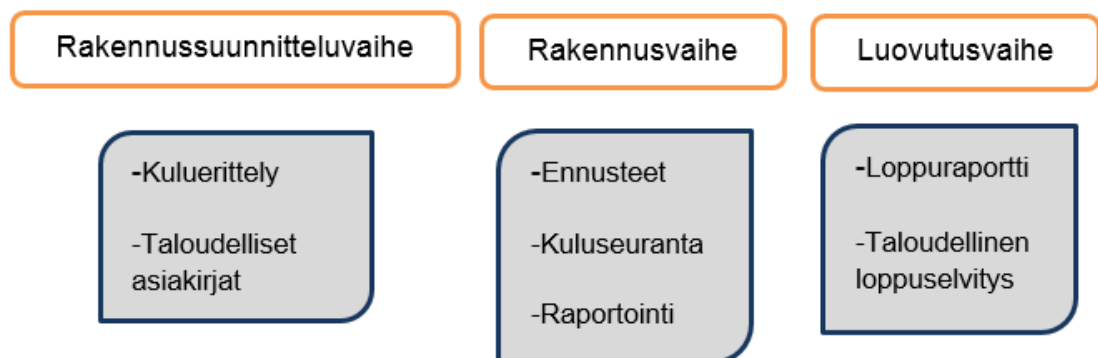 Rakennussuunnitteluvaihe
Rakennusvaihe
Luovutusvaihe
-Kuluerittely
-Taloudelliset
asiakirjat
-Ennusteet
-Kuluseuranta
-Raportointi
-Loppuraportti
-Taloudellinen
loppuselvitys